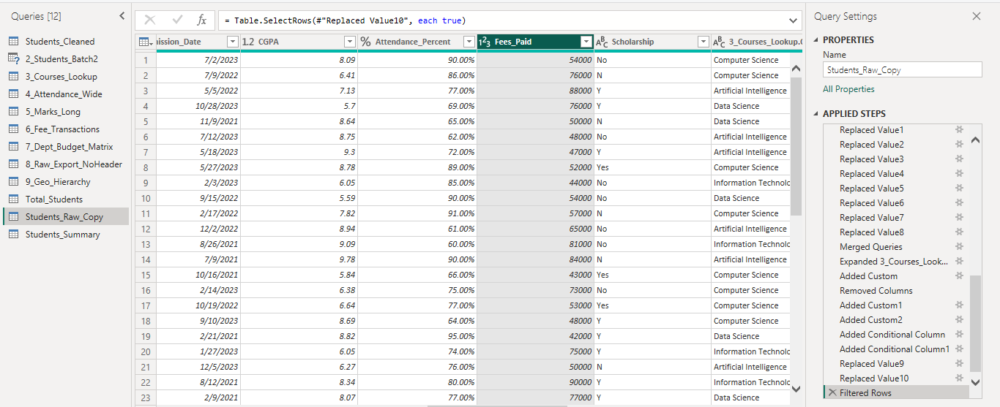 Queries [12]
= Table.SelectRows(#"Replaced Value10", each true)
Query Settings
Students_Cleaned
2_Students_Batch2
3_Courses_Lookup
4_Attendance_Wide
5_Marks_Long
6_Fee_Transactions
7_Dept_Budget_Matrix
8_Raw_Export_NoHeader
9_Geo_Hierarchy
Total_Students
Students_Raw_Copy
Students_Summary
ission_Date 1.2 CGPA % Attendance_Percent 123 Fees_Paid ABC Scholarship ABC 3_Courses_Lookup.
1 7/2/2023 8.09 90.00% 54000 No Computer Science
2 7/9/2022 6.41 86.00% 76000 N Computer Science
3 5/5/2022 7.13 77.00% 88000 Y Artificial Intelligence
4 10/28/2023 5.7 69.00% 76000 Y Data Science
5 11/9/2021 8.64 65.00% 50000 N Data Science
6 7/12/2023 8.75 62.00% 48000 No Artificial Intelligence
7 5/18/2023 9.3 72.00% 47000 Y Artificial Intelligence
8 5/27/2023 8.78 89.00% 52000 Yes Computer Science
9 2/3/2023 6.05 85.00% 44000 No Information Technolo
10 9/15/2022 5.59 90.00% 54000 No Data Science
11 2/17/2022 7.82 91.00% 57000 N Computer Science
12 12/2/2022 8.94 61.00% 65000 No Artificial Intelligence
13 8/26/2021 9.09 60.00% 81000 No Information Technolo
14 7/9/2021 9.78 90.00% 84000 N Artificial Intelligence
15 10/16/2021 5.84 66.00% 43000 Yes Computer Science
16 2/14/2023 6.38 75.00% 73000 No Computer Science
17 10/19/2022 6.64 77.00% 53000 Yes Computer Science
18 9/10/2023 8.69 64.00% 48000 Y Computer Science
19 2/21/2021 8.82 95.00% 42000 Y Data Science
20 1/27/2023 6.05 74.00% 75000 Y Information Technolo
21 12/5/2023 6.27 76.00% 50000 N Artificial Intelligence
22 8/12/2021 8.34 80.00% 90000 Y Information Technolo
23 2/9/2021 8.07 77.00% 77000 Y Data Science
PROPERTIES
Name
Students_Raw_Copy
All Properties
APPLIED STEPS
Replaced Value1
Replaced Value2
Replaced Value3
Replaced Value4
Replaced Value5
Replaced Value6
Replaced Value7
Replaced Value8
Merged Queries
Expanded 3_Courses_Look...
Added Custom
Removed Columns
Added Custom1
Added Custom2
Added Conditional Column
Added Conditional Column1
Replaced Value9
Replaced Value10
Filtered Rows